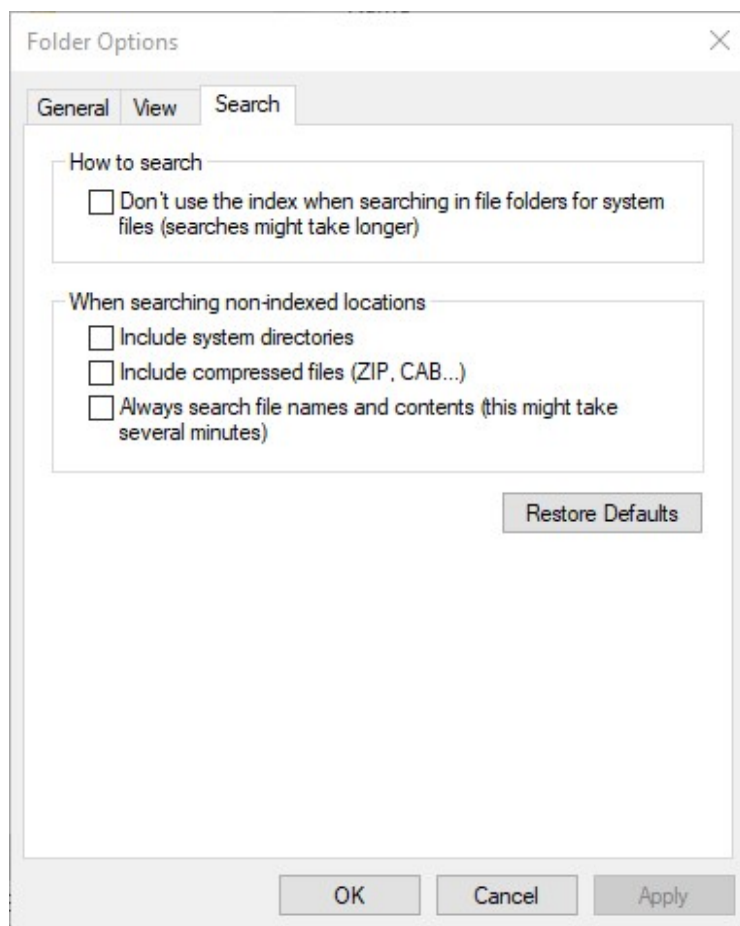 Folder Options
General View Search
How to search
Don't use the index when searching in file folders for system
files (searches might take longer)
When searching non-indexed locations
Include system directories
Include compressed files (ZIP, CAB...)
Always search file names and contents (this might take
several minutes)
Restore Defaults
OK Cancel Apply